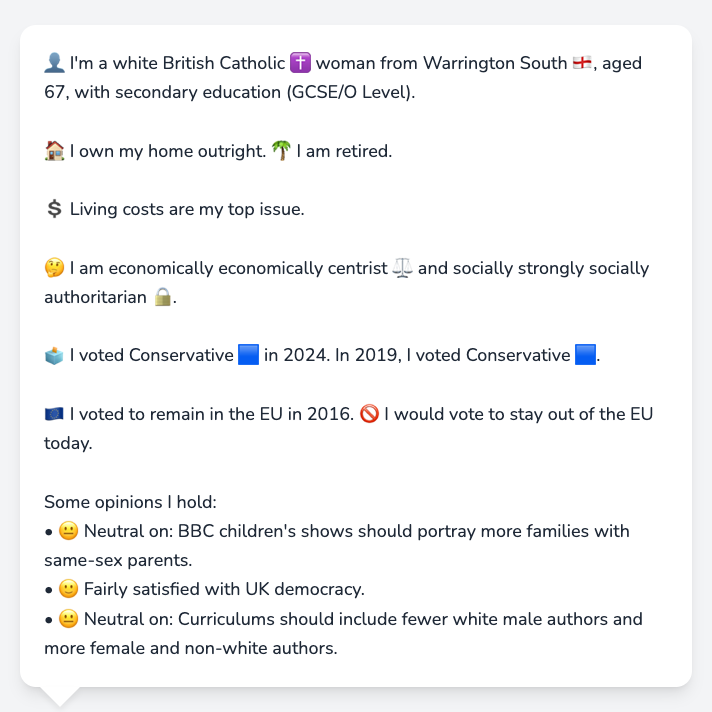 👤 I'm a white British Catholic ✝️ woman from Warrington South 🏴󠁧󠁢󠁥󠁮󠁧󠁿, aged
67, with secondary education (GCSE/O Level).
🏠 I own my home outright. 🌴 I am retired.
💲 Living costs are my top issue.
🤔 I am economically economically centrist ⚖️ and socially strongly socially
authoritarian 🔒.
🗳️ I voted Conservative 🟦 in 2024. In 2019, I voted Conservative 🟦.
🇪🇺 I voted to remain in the EU in 2016. 🚫 I would vote to stay out of the EU
today.
Some opinions I hold:
• 😐 Neutral on: BBC children's shows should portray more families with
same-sex parents.
• 🙂 Fairly satisfied with UK democracy.
• 😐 Neutral on: Curriculums should include fewer white male authors and
more female and non-white authors.